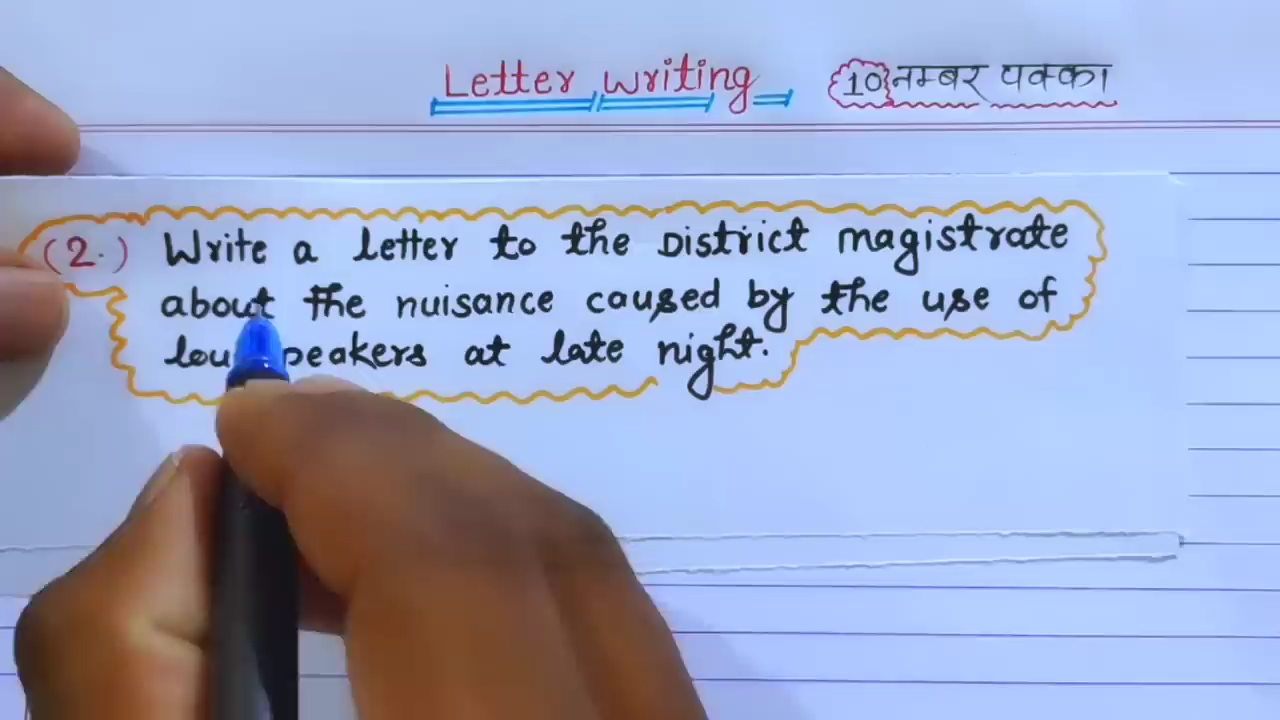 Letter writing 10 नम्बर पक्का
(2.) Write a letter to the District magistrate
about the nuisance caused by the use of
at late night.